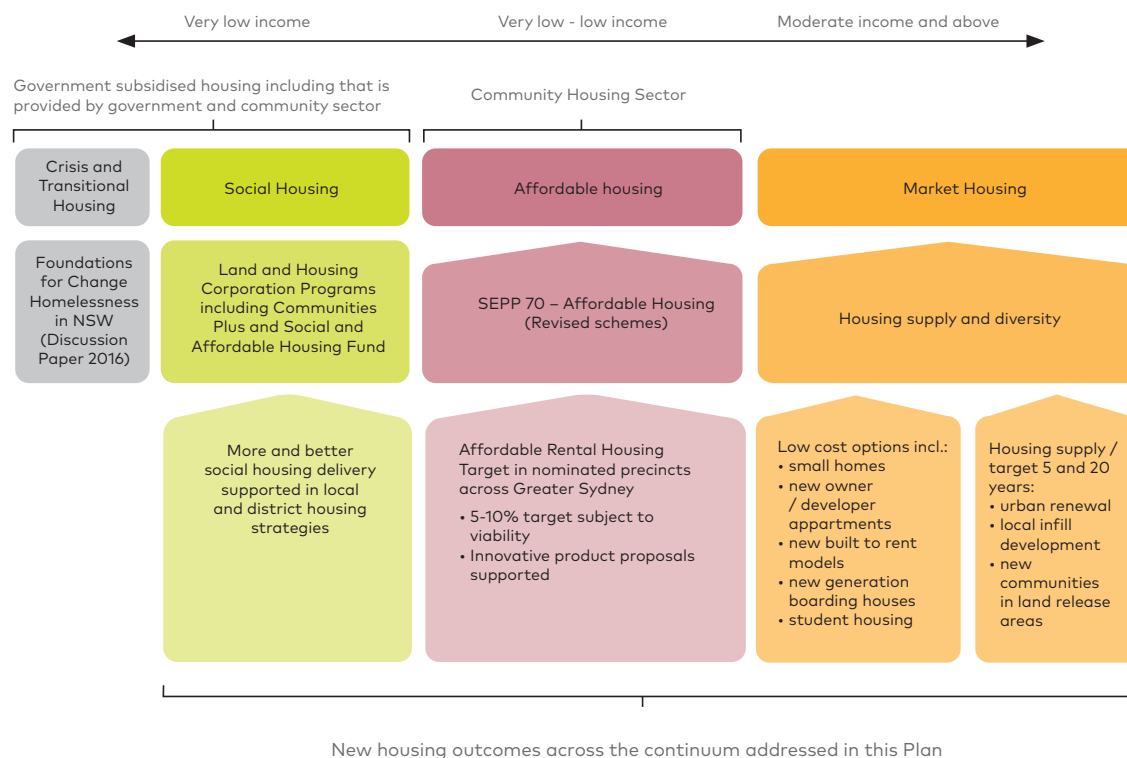 Very low income
Very low - low income
Moderate income and above
Government subsidised housing including that is
provided by government and community sector
Community Housing Sector
Crisis and
Transitional
Housing
Social Housing
Affordable housing
Market Housing
Foundations
for Change
Homelessness
in NSW
(Discussion
Paper 2016)
Land and Housing
Corporation Programs
including Communities
Plus and Social and
Affordable Housing Fund
SEPP 70 – Affordable Housing
(Revised schemes)
Housing supply and diversity
More and better
social housing delivery
supported in local
and district housing
strategies
Affordable Rental Housing
Target in nominated precincts
across Greater Sydney
• 5-10% target subject to
viability
• Innovative product proposals
supported
Low cost options incl.:
• small homes
• new owner
/ developer
appartments
• new built to rent
models
• new generation
boarding houses
• student housing
Housing supply /
target 5 and 20
years:
• urban renewal
• local infill
development
• new
communities
in land release
areas
New housing outcomes across the continuum addressed in this Plan